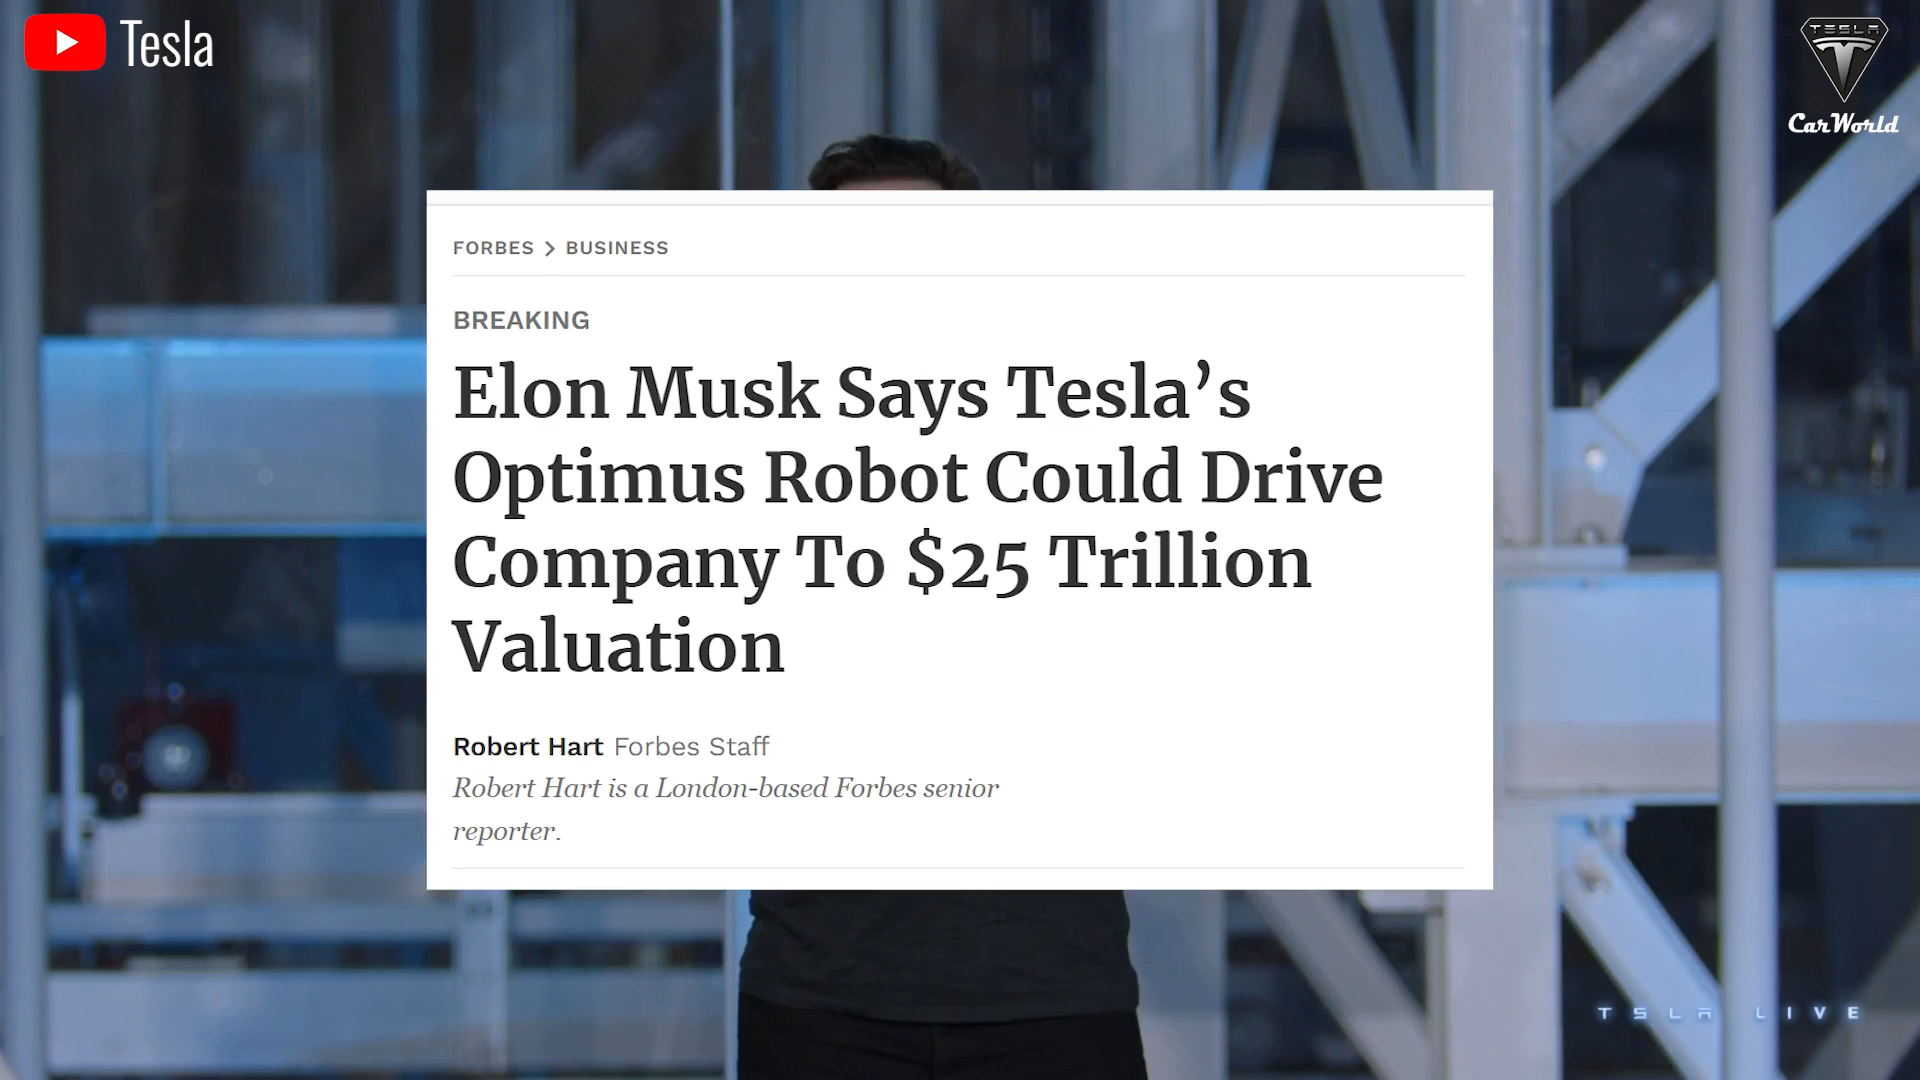 Tesla
TESLA
CarWorld
FORBES > BUSINESS
BREAKING
Elon Musk Says Tesla’s
Optimus Robot Could Drive
Company To $25 Trillion
Valuation
Robert Hart Forbes Staff
Robert Hart is a London-based Forbes senior
reporter.
TSLA LIVE